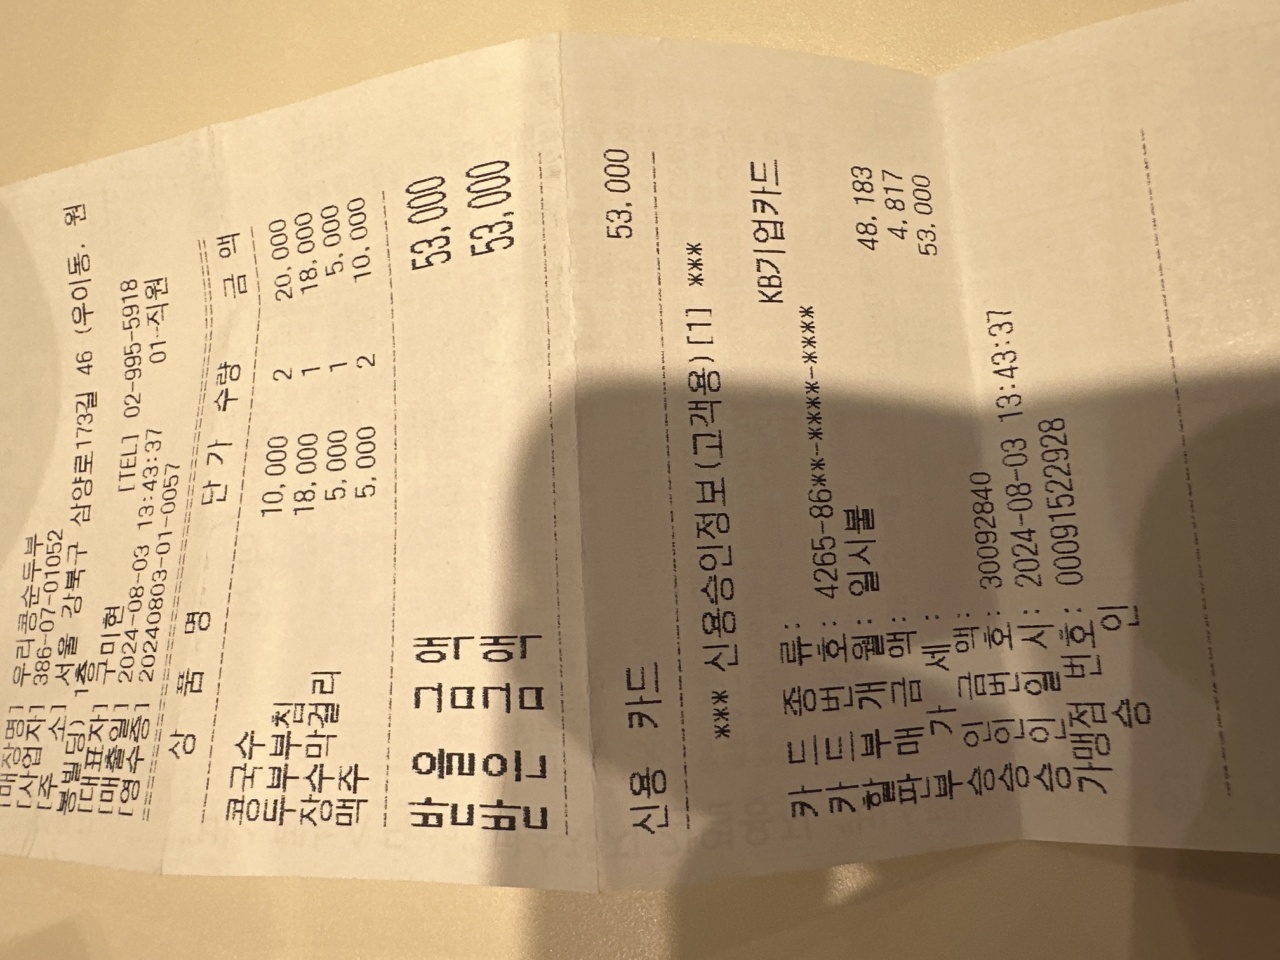 [매장명] 우리콩순두부
[사업자] 386-07-01052
[주 소] 서울 강북구 삼양로173길 46 (우이동. 원
봉빌딩) 1층
[대표자] 구미현 [TEL] 02-995-5918
[매출일] 2024-08-03 13:43:37 01-직원
[영수증] 20240803-01-0057
상 품 명 단 가 수량 금 액
콩국수 10,000 2 20,000
두부부침 18,000 1 18,000
장수막걸리 5,000 1 5,000
맥주 5,000 2 10,000
받을금액 53,000
받은금액 53,000
신용 카드 53,000
*** 신용승인정보(고객용)[1] ***
카 드 종 류: KB기업카드
카 드 번 호: 4265-86**-****-****
할 부 개 월: 일시불
판 매 금 액: 48,183
부 가 세: 4,817
승 인 금 액: 53,000
승 인 번 호: 30092840
승 인 일 시: 2024-08-03 13:43:37
가맹점 번호: 00091522928
승 인